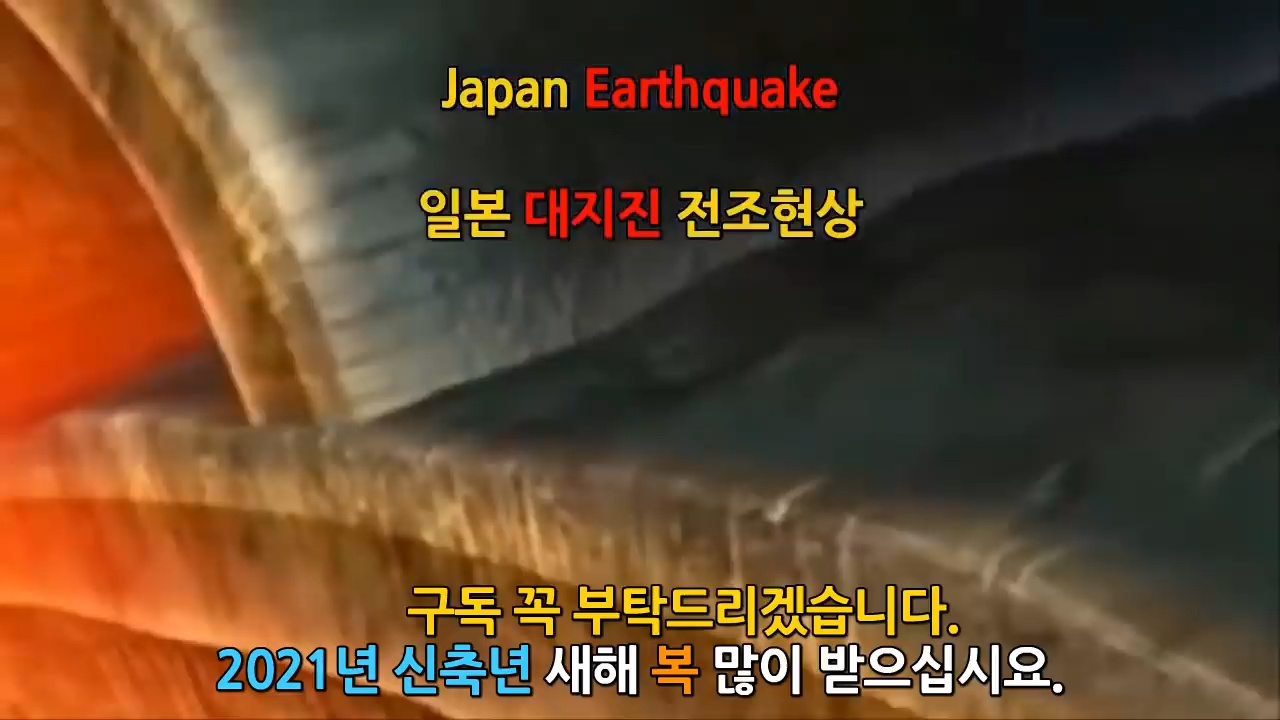 Japan Earthquake
일본 대지진 전조현상
구독 꼭 부탁드리겠습니다.
2021년 신축년 새해 복 많이 받으십시요.